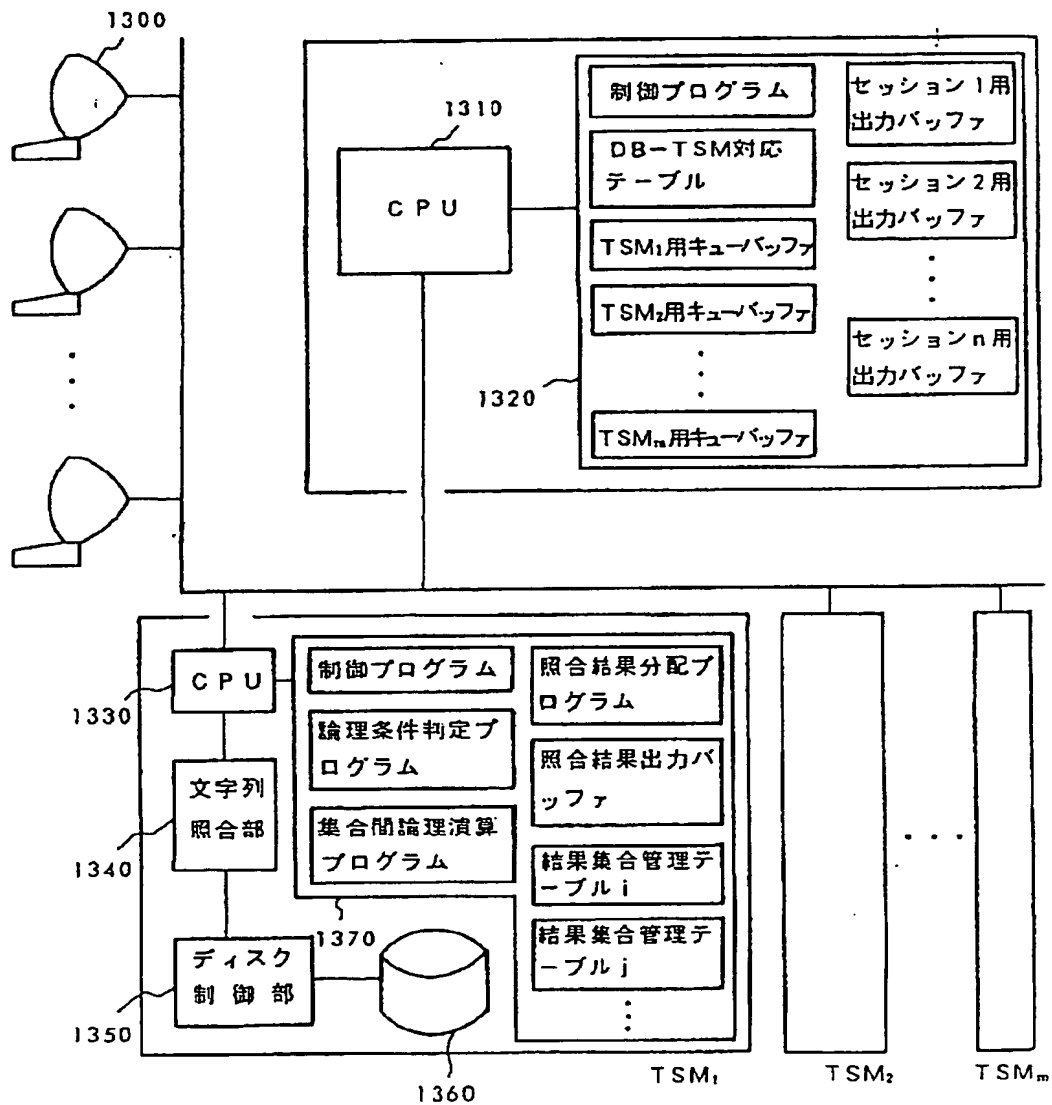 1300
1310
CPU
制御プログラム
DB-TSM対応
テーブル
TSM₁用キューバッファ
TSM₂用キューバッファ
TSMₘ用キューバッファ
1320
セッション1用
出力バッファ
セッション2用
出力バッファ
セッションn用
出力バッファ
CPU
1330
文字列
照合部
1340
ディスク
制御部
1350
1360
制御プログラム
論理条件判定プ
ログラム
集合間論理演算
プログラム
1370
照合結果分配プ
ログラム
照合結果出力バ
ッファ
結果集合管理テ
ーブルi
結果集合管理テ
ーブルj
TSM₁
TSM₂
TSMₘ